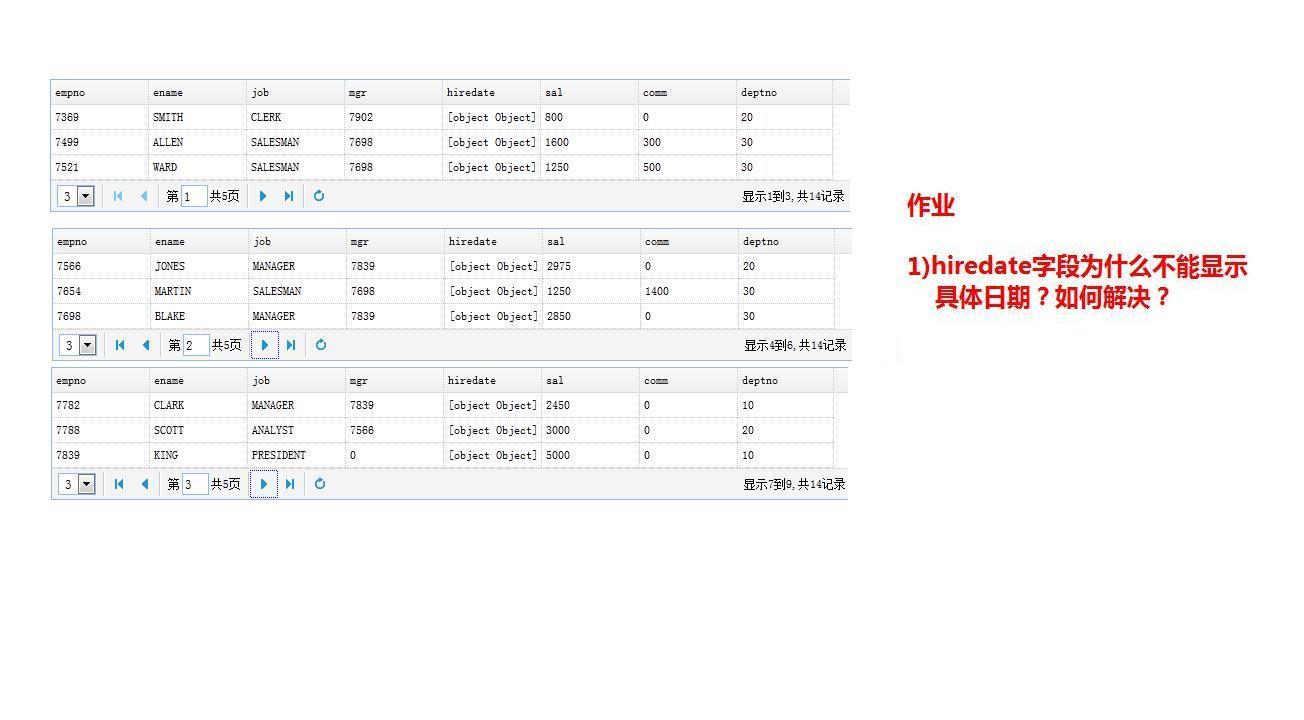 empno ename job mgr hiredate sal comm deptno
7369 SMITH CLERK 7902 [object Object] 800 0 20
7499 ALLEN SALESMAN 7698 [object Object] 1600 300 30
7521 WARD SALESMAN 7698 [object Object] 1250 500 30
3 第 1 共5页 显示1到3,共14记录
empno ename job mgr hiredate sal comm deptno
7566 JONES MANAGER 7839 [object Object] 2975 0 20
7654 MARTIN SALESMAN 7698 [object Object] 1250 1400 30
7698 BLAKE MANAGER 7839 [object Object] 2850 0 30
3 第 2 共5页 显示4到6,共14记录
empno ename job mgr hiredate sal comm deptno
7782 CLARK MANAGER 7839 [object Object] 2450 0 10
7788 SCOTT ANALYST 7566 [object Object] 3000 0 20
7839 KING PRESIDENT 0 [object Object] 5000 0 10
3 第 3 共5页 显示7到9,共14记录
作业
1)hiredate字段为什么不能显示
具体日期？如何解决？